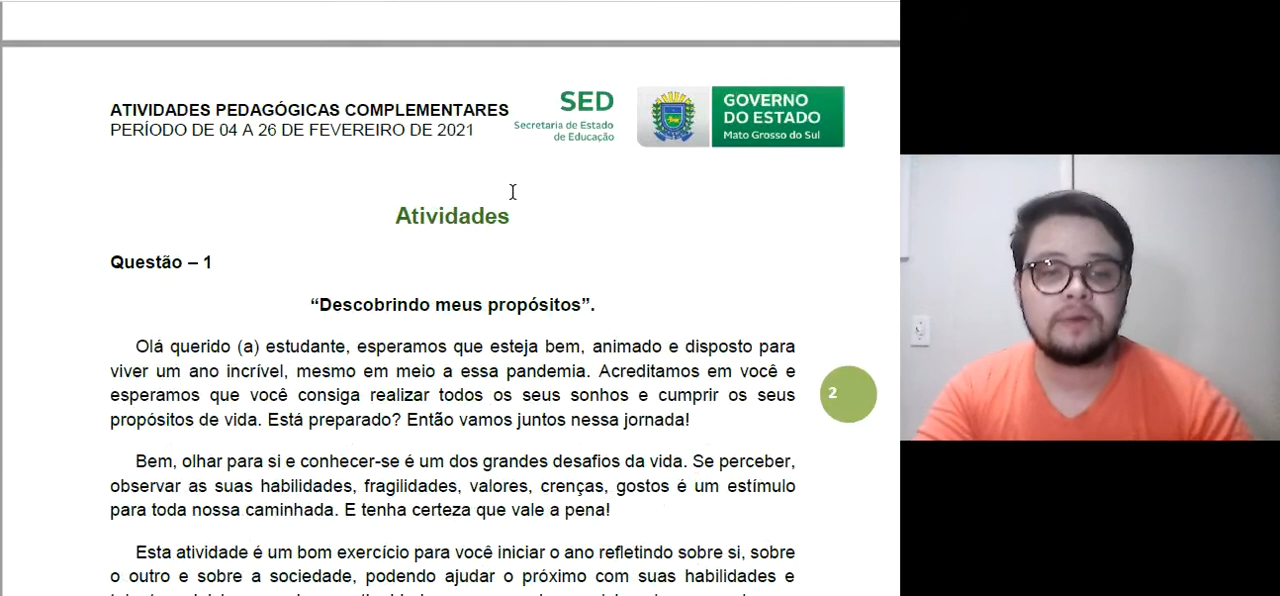 ATIVIDADES PEDAGÓGICAS COMPLEMENTARES
PERÍODO DE 04 A 26 DE FEVEREIRO DE 2021
SED
Secretaria de Estado
de Educação
GOVERNO
DO ESTADO
Mato Grosso do Sul
Atividades
Questão – 1
“Descobrindo meus propósitos”.
Olá querido (a) estudante, esperamos que esteja bem, animado e disposto para
viver um ano incrível, mesmo em meio a essa pandemia. Acreditamos em você e
esperamos que você consiga realizar todos os seus sonhos e cumprir os seus
propósitos de vida. Está preparado? Então vamos juntos nessa jornada!
2
Bem, olhar para si e conhecer-se é um dos grandes desafios da vida. Se perceber,
observar as suas habilidades, fragilidades, valores, crenças, gostos é um estímulo
para toda nossa caminhada. E tenha certeza que vale a pena!
Esta atividade é um bom exercício para você iniciar o ano refletindo sobre si, sobre
o outro e sobre a sociedade, podendo ajudar o próximo com suas habilidades e